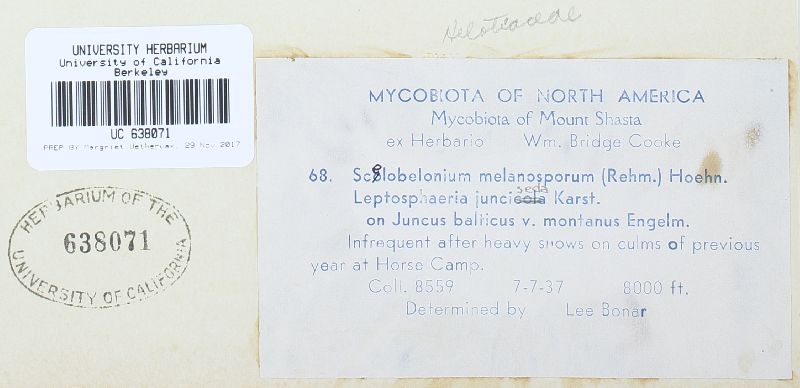 Helotiaceae
UNIVERSITY HERBARIUM
University of California
Berkeley
UC 638071
PREP BY Margriet Wetherwax, 29 Nov 2017
HERBARIUM OF THE
638071
UNIVERSITY OF CALIFORNIA
MYCOBIOTA OF NORTH AMERICA
Mycobiota of Mount Shasta
ex Herbario Wm. Bridge Cooke
68. Sclobelonium melanosporum (Rehm.) Hoehn.
seda
Leptosphaeria juncicola Karst.
on Juncus balticus v. montanus Engelm.
Infrequent after heavy snows on culms of previous
year at Horse Camp.
Coll. 8559 7-7-37 8000 ft.
Determined by Lee Bonar